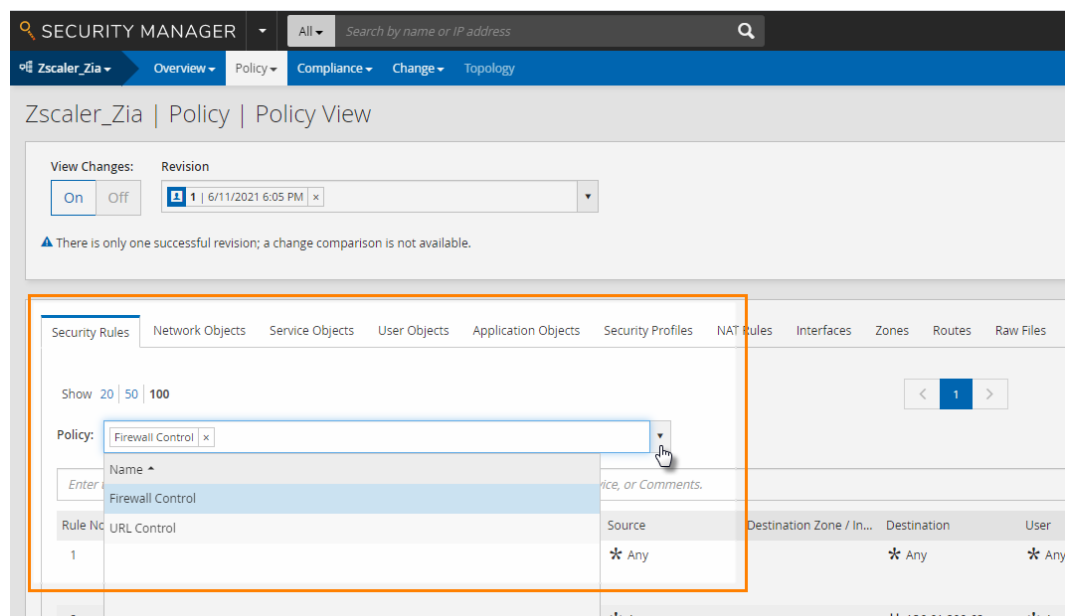 SECURITY MANAGER All Search by name or IP address
Zscaler_Zia Overview Policy Compliance Change Topology
Zscaler_Zia | Policy | Policy View
View Changes: Revision
On Off 1 | 6/11/2021 6:05 PM ×
There is only one successful revision; a change comparison is not available.
Security Rules Network Objects Service Objects User Objects Application Objects Security Profiles NAT Rules Interfaces Zones Routes Raw Files
Show 20 50 100 < 1 >
Policy: Firewall Control ×
Name
Enter or Comments.
Firewall Control
Rule Source Destination Zone / In... Destination User
URL Control
1 * Any * Any * Any